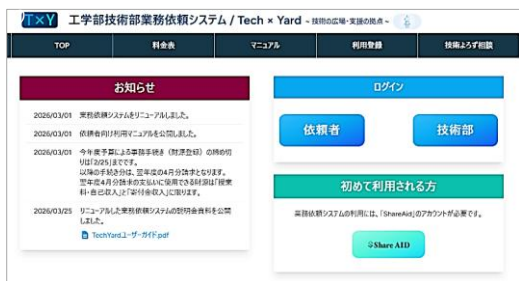 T×Y 工学部技術部業務依頼システム / Tech × Yard ~ 技術の広場・支援の拠点 ~
TOP 料金表 マニュアル 利用登録 技術よろず相談
お知らせ
2026/03/01 業務依頼システムをリニューアルしました。
2026/03/01 依頼者向け利用マニュアルを公開しました。
2026/03/01 今年度予算による事務手続き(財源登録)の締め切
りは「2/25」までです。
以降の手続き分は、翌年度の4月分請求となります。
翌年度4月分請求の支払いに使用できる財源は「授業
料・自己収入」と「寄付金収入」に限ります。
2026/03/25 リニューアルした業務依頼システムの説明会資料を公開
しました。
TechYardユーザーガイド.pdf
ログイン
依頼者 技術部
初めて利用される方
業務依頼システムの利用には、「ShareAid」のアカウントが必要です。
Share AID